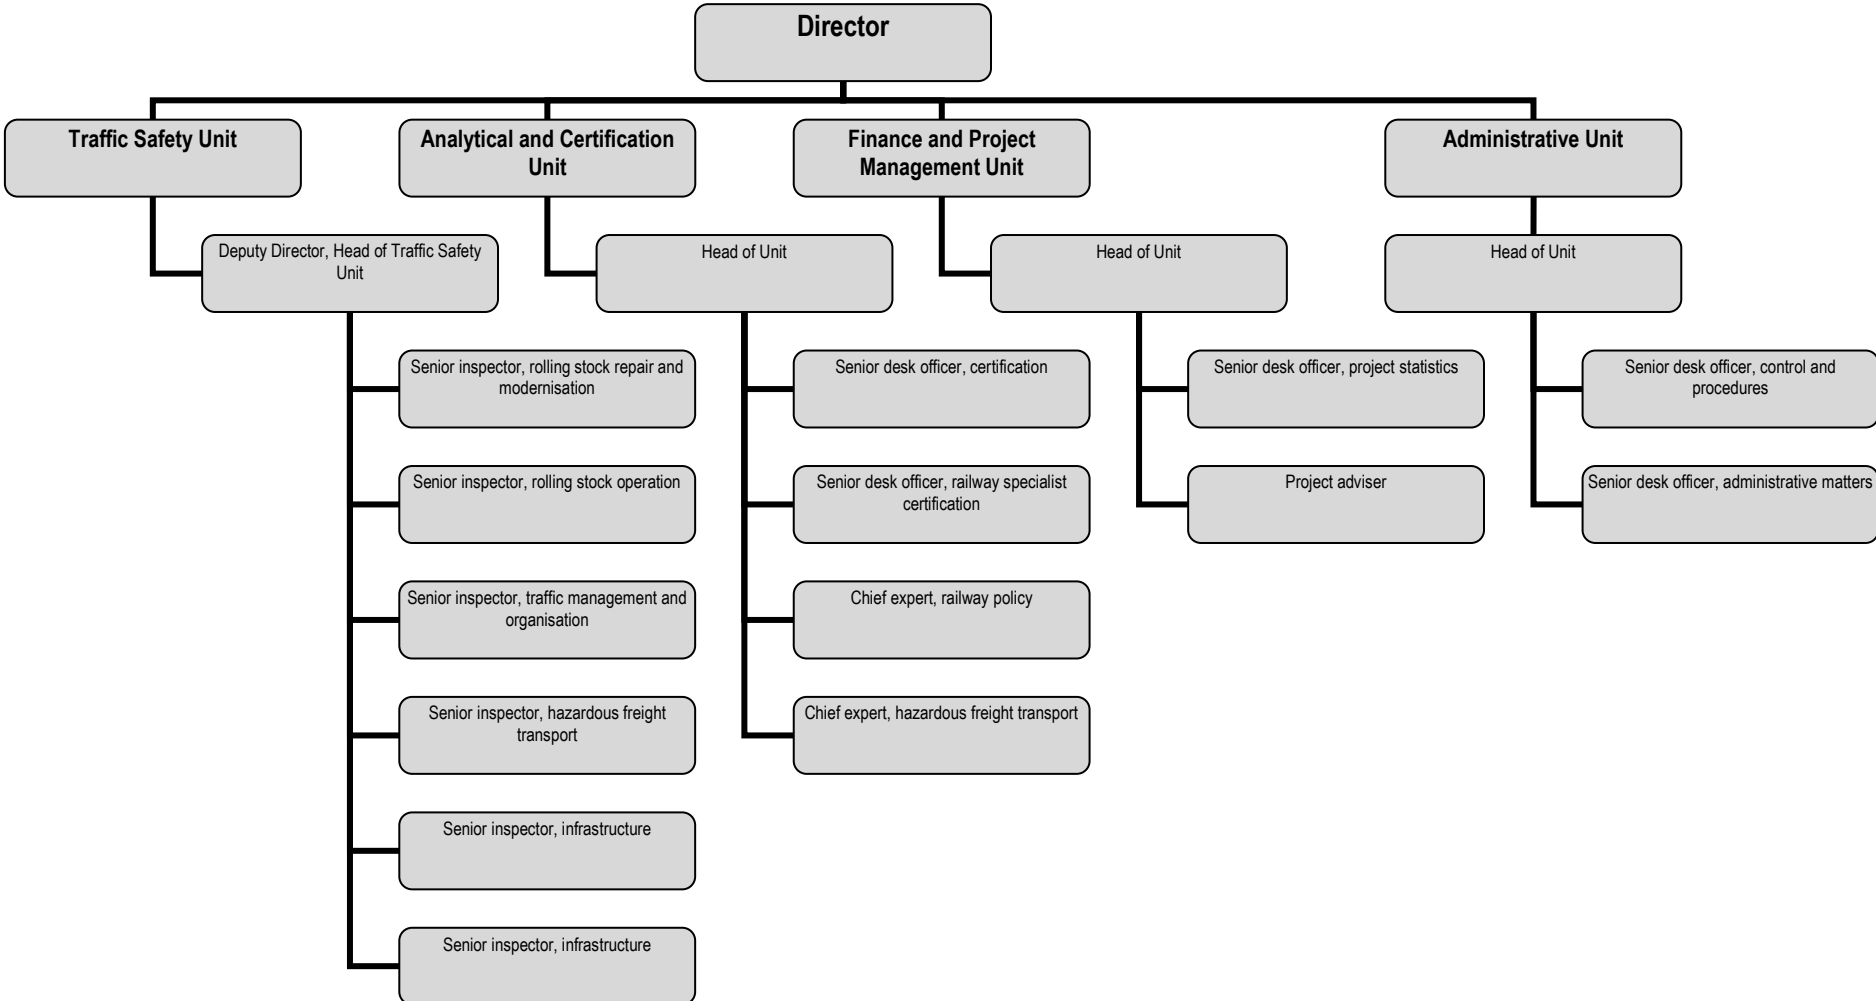 Director
Traffic Safety Unit
Analytical and Certification
Unit
Finance and Project
Management Unit
Administrative Unit
Deputy Director, Head of Traffic Safety
Unit
Head of Unit
Head of Unit
Head of Unit
Senior inspector, rolling stock repair and
modernisation
Senior desk officer, certification
Senior desk officer, project statistics
Senior desk officer, control and
procedures
Senior inspector, rolling stock operation
Senior desk officer, railway specialist
certification
Project adviser
Senior desk officer, administrative matters
Senior inspector, traffic management and
organisation
Chief expert, railway policy
Senior inspector, hazardous freight
transport
Chief expert, hazardous freight transport
Senior inspector, infrastructure
Senior inspector, infrastructure